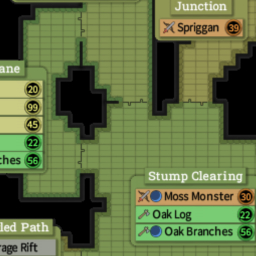 Junction
Spriggan 39
ane
20
99
45
22
ches 56
Stump Clearing
Moss Monster 30
Oak Log 22
Oak Branches 56
led Path
rage Rift